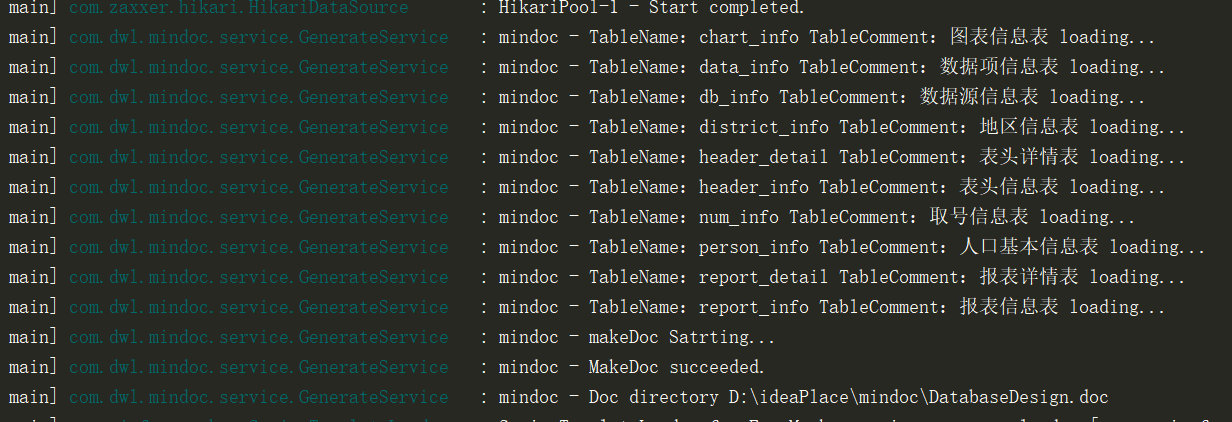 main] com.zaxxer.hikari.HikariDataSource : HikariPool-1 - Start completed.
main] com.dwl.mindoc.service.GenerateService : mindoc - TableName：chart_info TableComment：图表信息表 loading...
main] com.dwl.mindoc.service.GenerateService : mindoc - TableName：data_info TableComment：数据项信息表 loading...
main] com.dwl.mindoc.service.GenerateService : mindoc - TableName：db_info TableComment：数据源信息表 loading...
main] com.dwl.mindoc.service.GenerateService : mindoc - TableName：district_info TableComment：地区信息表 loading...
main] com.dwl.mindoc.service.GenerateService : mindoc - TableName：header_detail TableComment：表头详情表 loading...
main] com.dwl.mindoc.service.GenerateService : mindoc - TableName：header_info TableComment：表头信息表 loading...
main] com.dwl.mindoc.service.GenerateService : mindoc - TableName：num_info TableComment：取号信息表 loading...
main] com.dwl.mindoc.service.GenerateService : mindoc - TableName：person_info TableComment：人口基本信息表 loading...
main] com.dwl.mindoc.service.GenerateService : mindoc - TableName：report_detail TableComment：报表详情表 loading...
main] com.dwl.mindoc.service.GenerateService : mindoc - TableName：report_info TableComment：报表信息表 loading...
main] com.dwl.mindoc.service.GenerateService : mindoc - makeDoc Satrting...
main] com.dwl.mindoc.service.GenerateService : mindoc - MakeDoc succeeded.
main] com.dwl.mindoc.service.GenerateService : mindoc - Doc directory D:\ideaPlace\mindoc\DatabaseDesign.doc